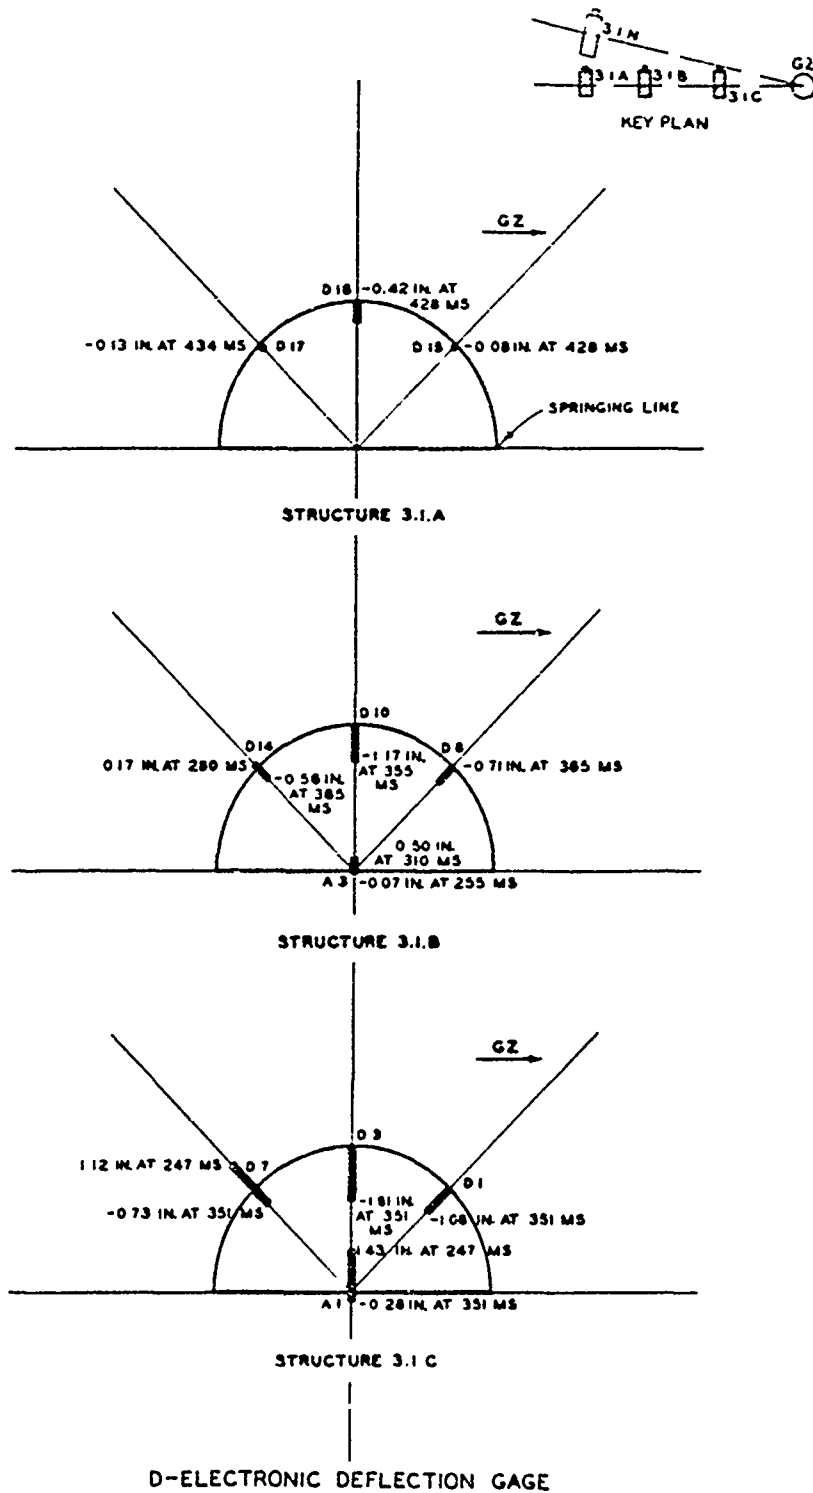 3.1.N
GZ
3.1A
3.1B
3.1C
KEY PLAN
GZ
D16
-0.42 IN. AT
428 MS
-0.13 IN. AT 434 MS
D17
D15
-0.08 IN. AT 428 MS
SPRINGING LINE
STRUCTURE 3.1.A
GZ
D10
D14
D8
0.17 IN. AT 280 MS
-0.56 IN.
AT 365
MS
-1.17 IN.
AT 355
MS
-0.71 IN. AT 365 MS
0.50 IN.
AT 310 MS
A3
-0.07 IN. AT 255 MS
STRUCTURE 3.1.B
GZ
D3
1.12 IN. AT 247 MS
D7
D1
-0.73 IN. AT 351 MS
AT 351
MS
-1.08 IN. AT 351 MS
1.43 IN. AT 247 MS
A1
-0.28 IN. AT 351 MS
STRUCTURE 3.1 C
D-ELECTRONIC DEFLECTION GAGE